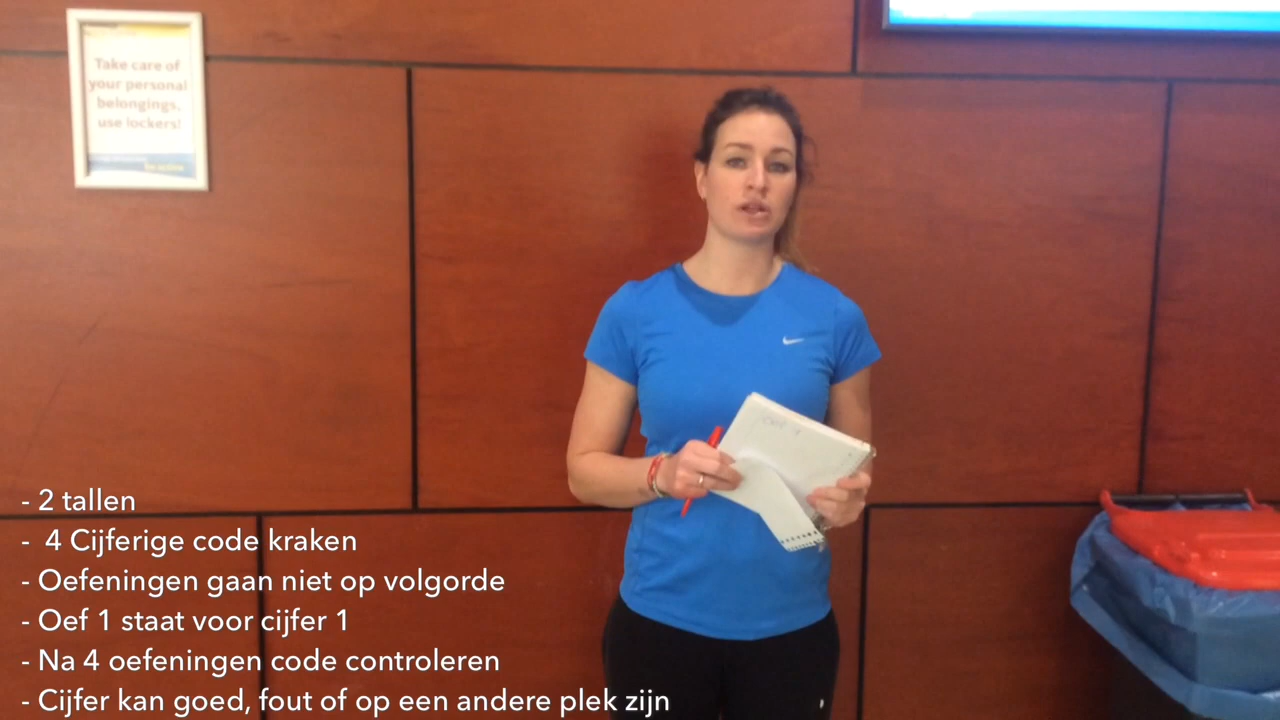 Take care of
your personal
belongings,
use lockers!
- 2 tallen
- 4 Cijferige code kraken
- Oefeningen gaan niet op volgorde
- Oef 1 staat voor cijfer 1
- Na 4 oefeningen code controleren
- Cijfer kan goed, fout of op een andere plek zijn